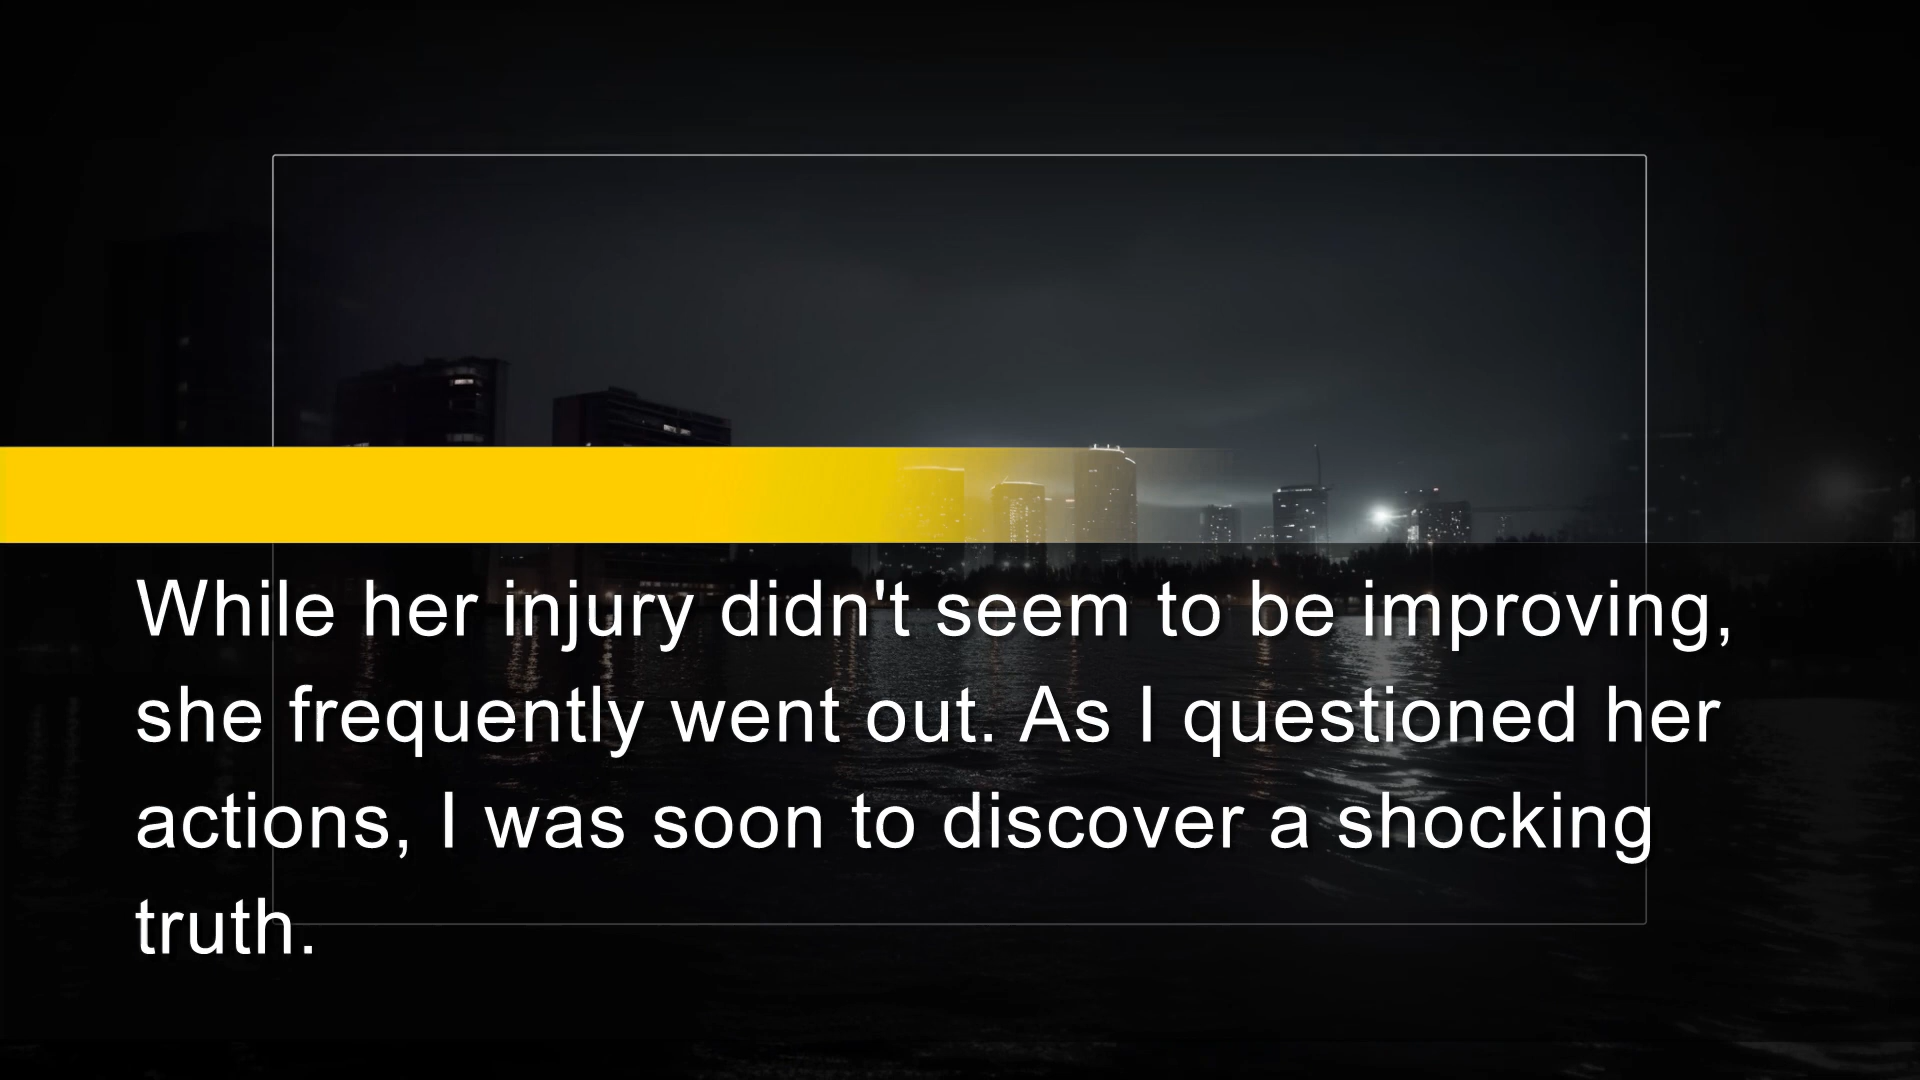 While her injury didn't seem to be improving,
she frequently went out. As I questioned her
actions, I was soon to discover a shocking
truth.